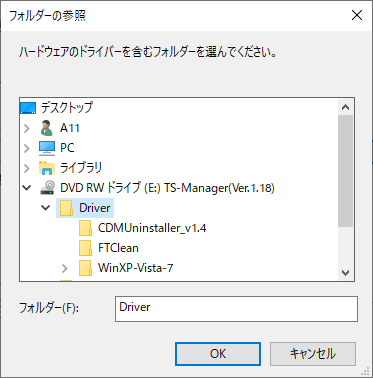 フォルダーの参照
ハードウェアのドライバーを含むフォルダーを選んでください。
デスクトップ
A11
PC
ライブラリ
DVD RW ドライブ (E:) TS-Manager(Ver.1.18)
Driver
CDMUninstaller_v1.4
FTClean
WinXP-Vista-7
フォルダー(F): Driver
OK キャンセル